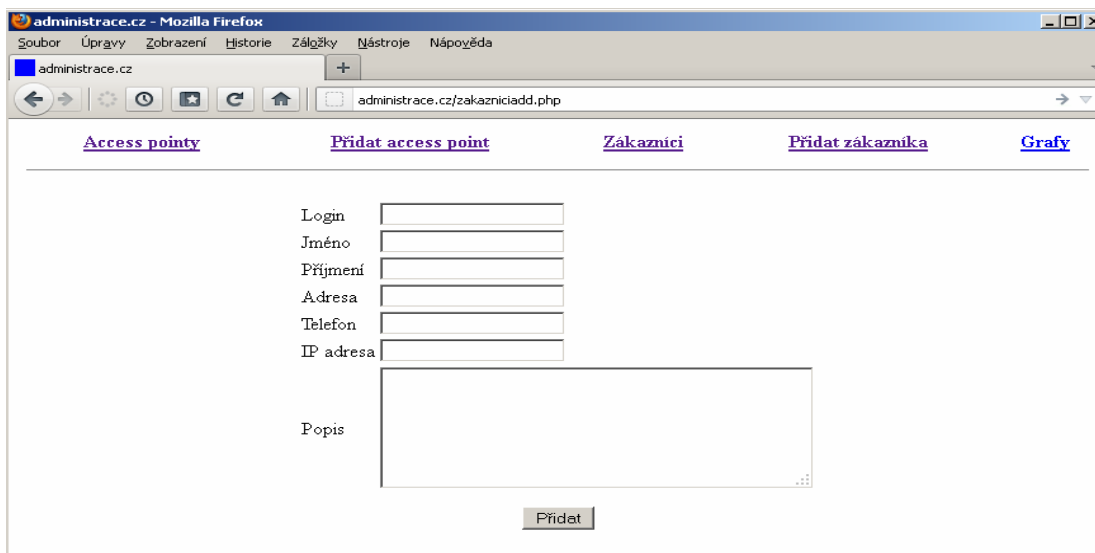 administrace.cz - Mozilla Firefox
Soubor Úpravy Zobrazení Historie Záložky Nástroje Nápověda
administrace.cz
administrace.cz/zakazniciadd.php
Access pointy Přidat access point Zákazníci Přidat zákazníka Grafy
Login
Jméno
Příjmení
Adresa
Telefon
IP adresa
Popis
Přidat